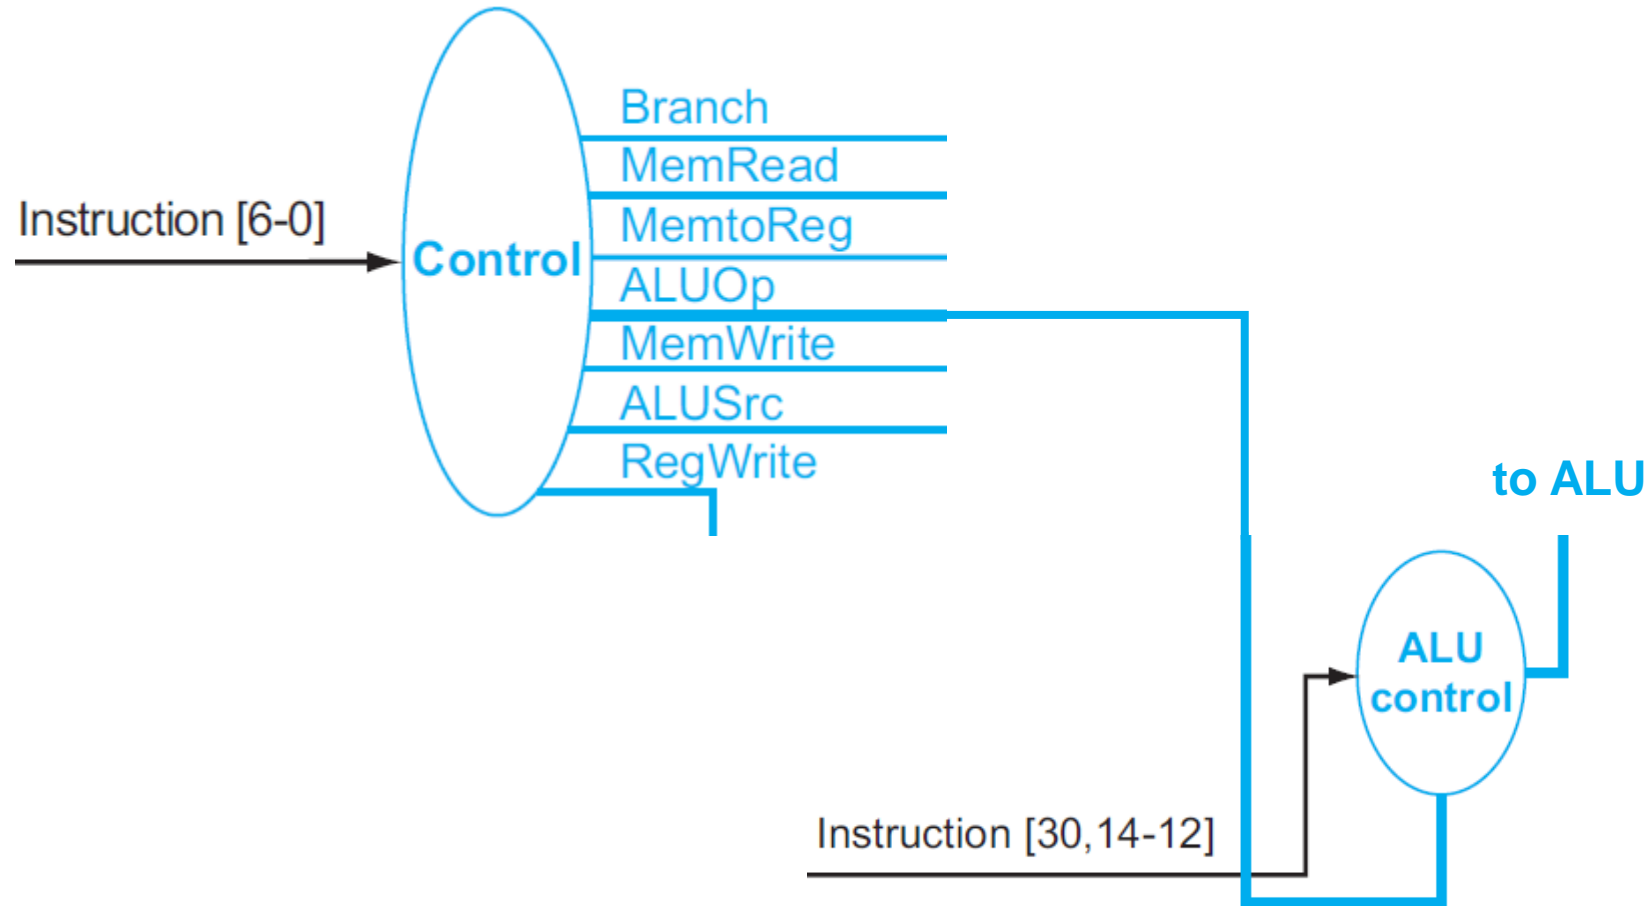 Branch
MemRead
Instruction [6-0]
MemtoReg
Control
ALUOp
MemWrite
ALUSrc
RegWrite
to ALU
ALU
control
Instruction [30,14-12]